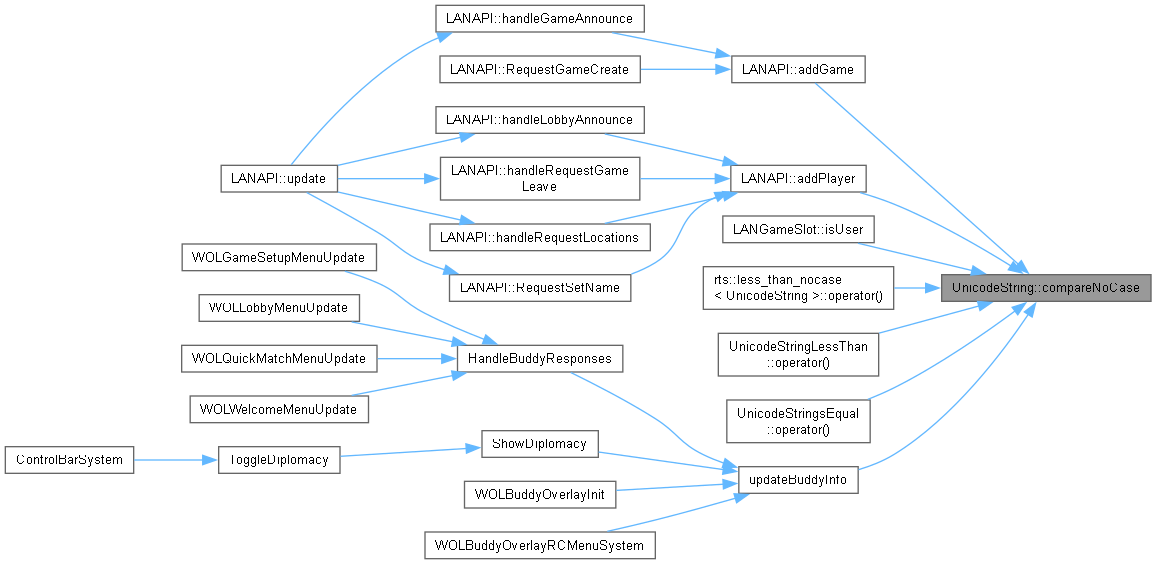 LANAPI::handleGameAnnounce
LANAPI::RequestGameCreate
LANAPI::addGame
LANAPI::handleLobbyAnnounce
LANAPI::update
LANAPI::handleRequestGame
Leave
LANAPI::addPlayer
LANAPI::handleRequestLocations
LANGameSlot::isUser
WOLGameSetupMenuUpdate
LANAPI::RequestSetName
rts::less_than_nocase
< UnicodeString >::operator()
UnicodeString::compareNoCase
WOLLobbyMenuUpdate
WOLQuickMatchMenuUpdate
HandleBuddyResponses
UnicodeStringLessThan
::operator()
WOLWelcomeMenuUpdate
UnicodeStringsEqual
::operator()
ControlBarSystem
ToggleDiplomacy
ShowDiplomacy
updateBuddyInfo
WOLBuddyOverlayInit
WOLBuddyOverlayRCMenuSystem